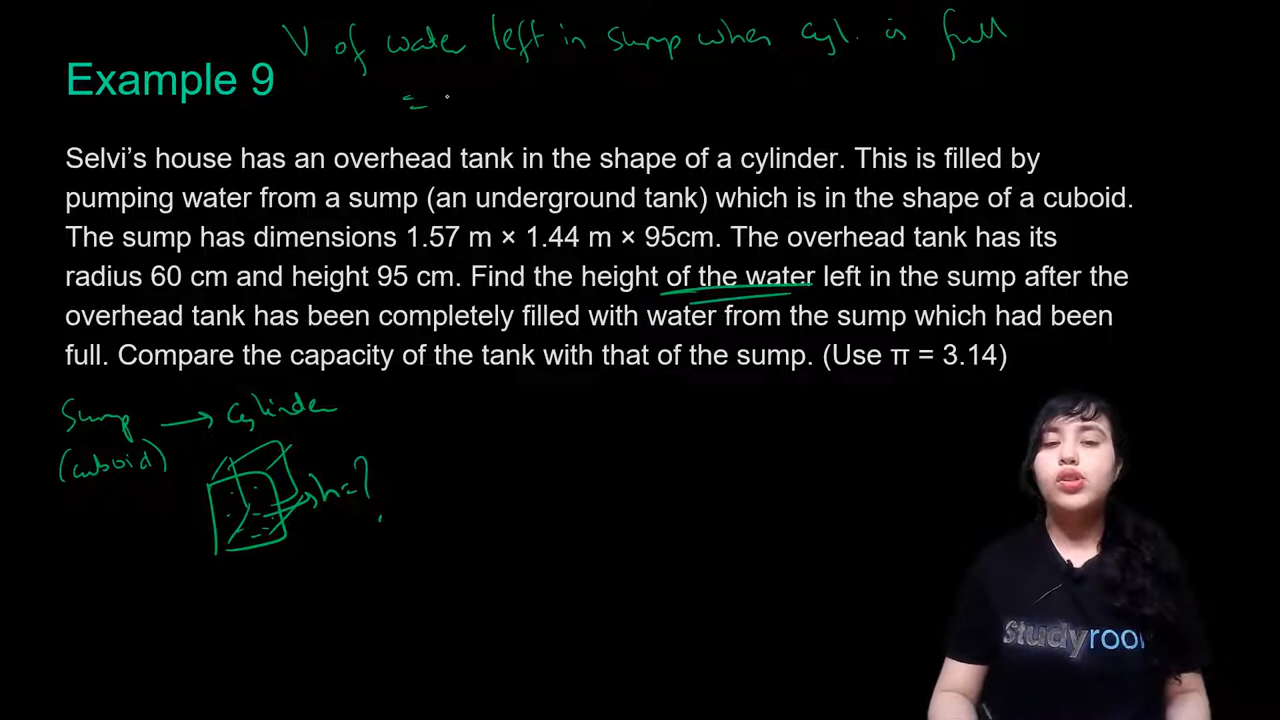 V of water left in sump when cyl. is full
=
Example 9
Selvi’s house has an overhead tank in the shape of a cylinder. This is filled by
pumping water from a sump (an underground tank) which is in the shape of a cuboid.
The sump has dimensions 1.57 m × 1.44 m × 95cm. The overhead tank has its
radius 60 cm and height 95 cm. Find the height of the water left in the sump after the
overhead tank has been completely filled with water from the sump which had been
full. Compare the capacity of the tank with that of the sump. (Use π = 3.14)
Sump → cylinder
(cuboid)
h=?
Studyroo